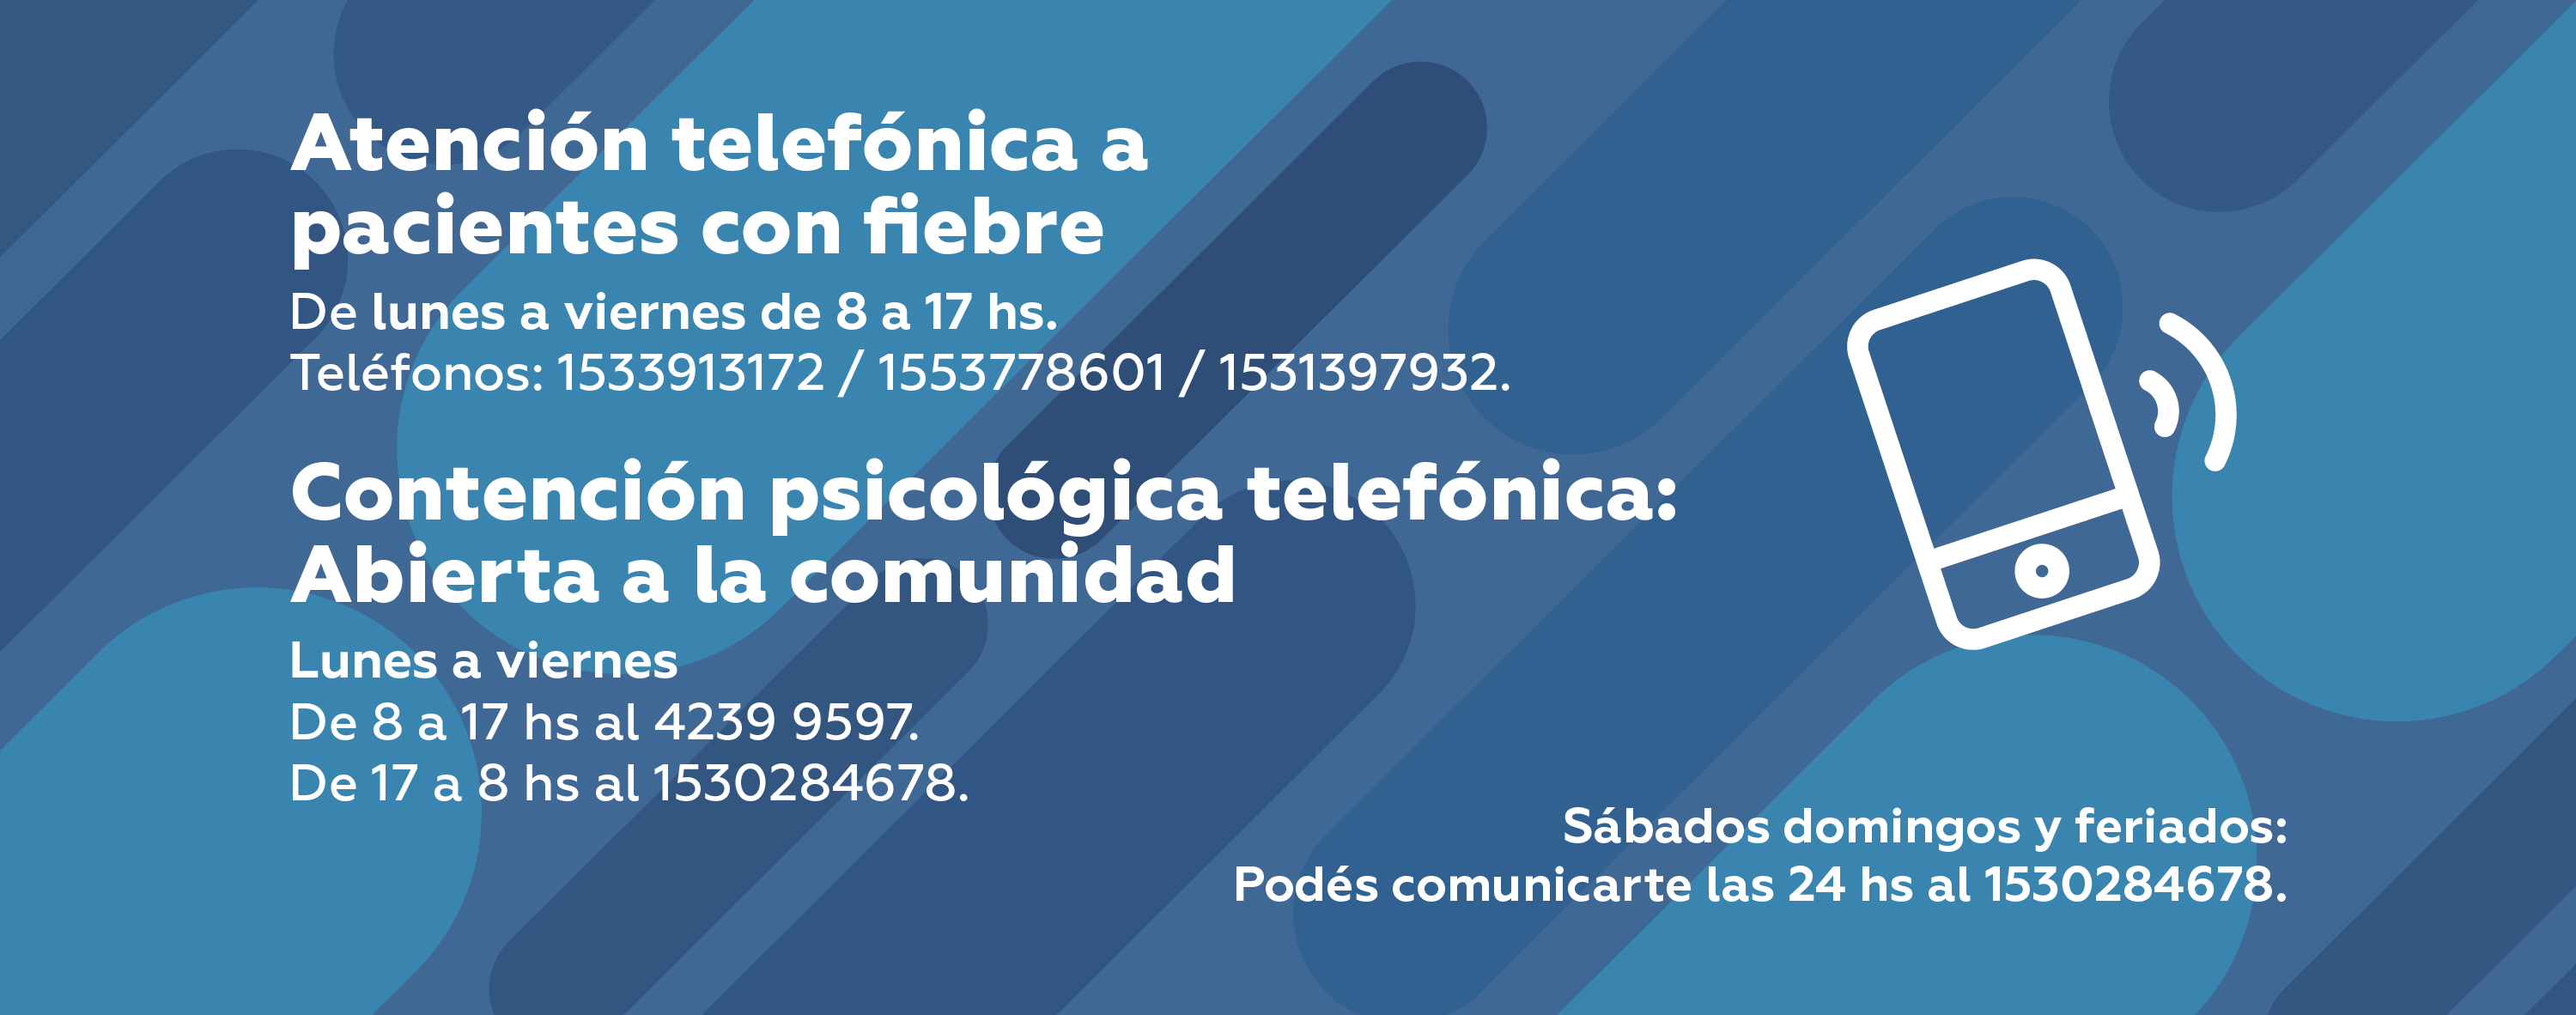 Atención telefónica a
pacientes con fiebre
De lunes a viernes de 8 a 17 hs.
Teléfonos: 1533913172 / 1553778601 / 1531397932.
Contención psicológica telefónica:
Abierta a la comunidad
Lunes a viernes
De 8 a 17 hs al 4239 9597.
De 17 a 8 hs al 1530284678.
Sábados domingos y feriados:
Podés comunicarte las 24 hs al 1530284678.